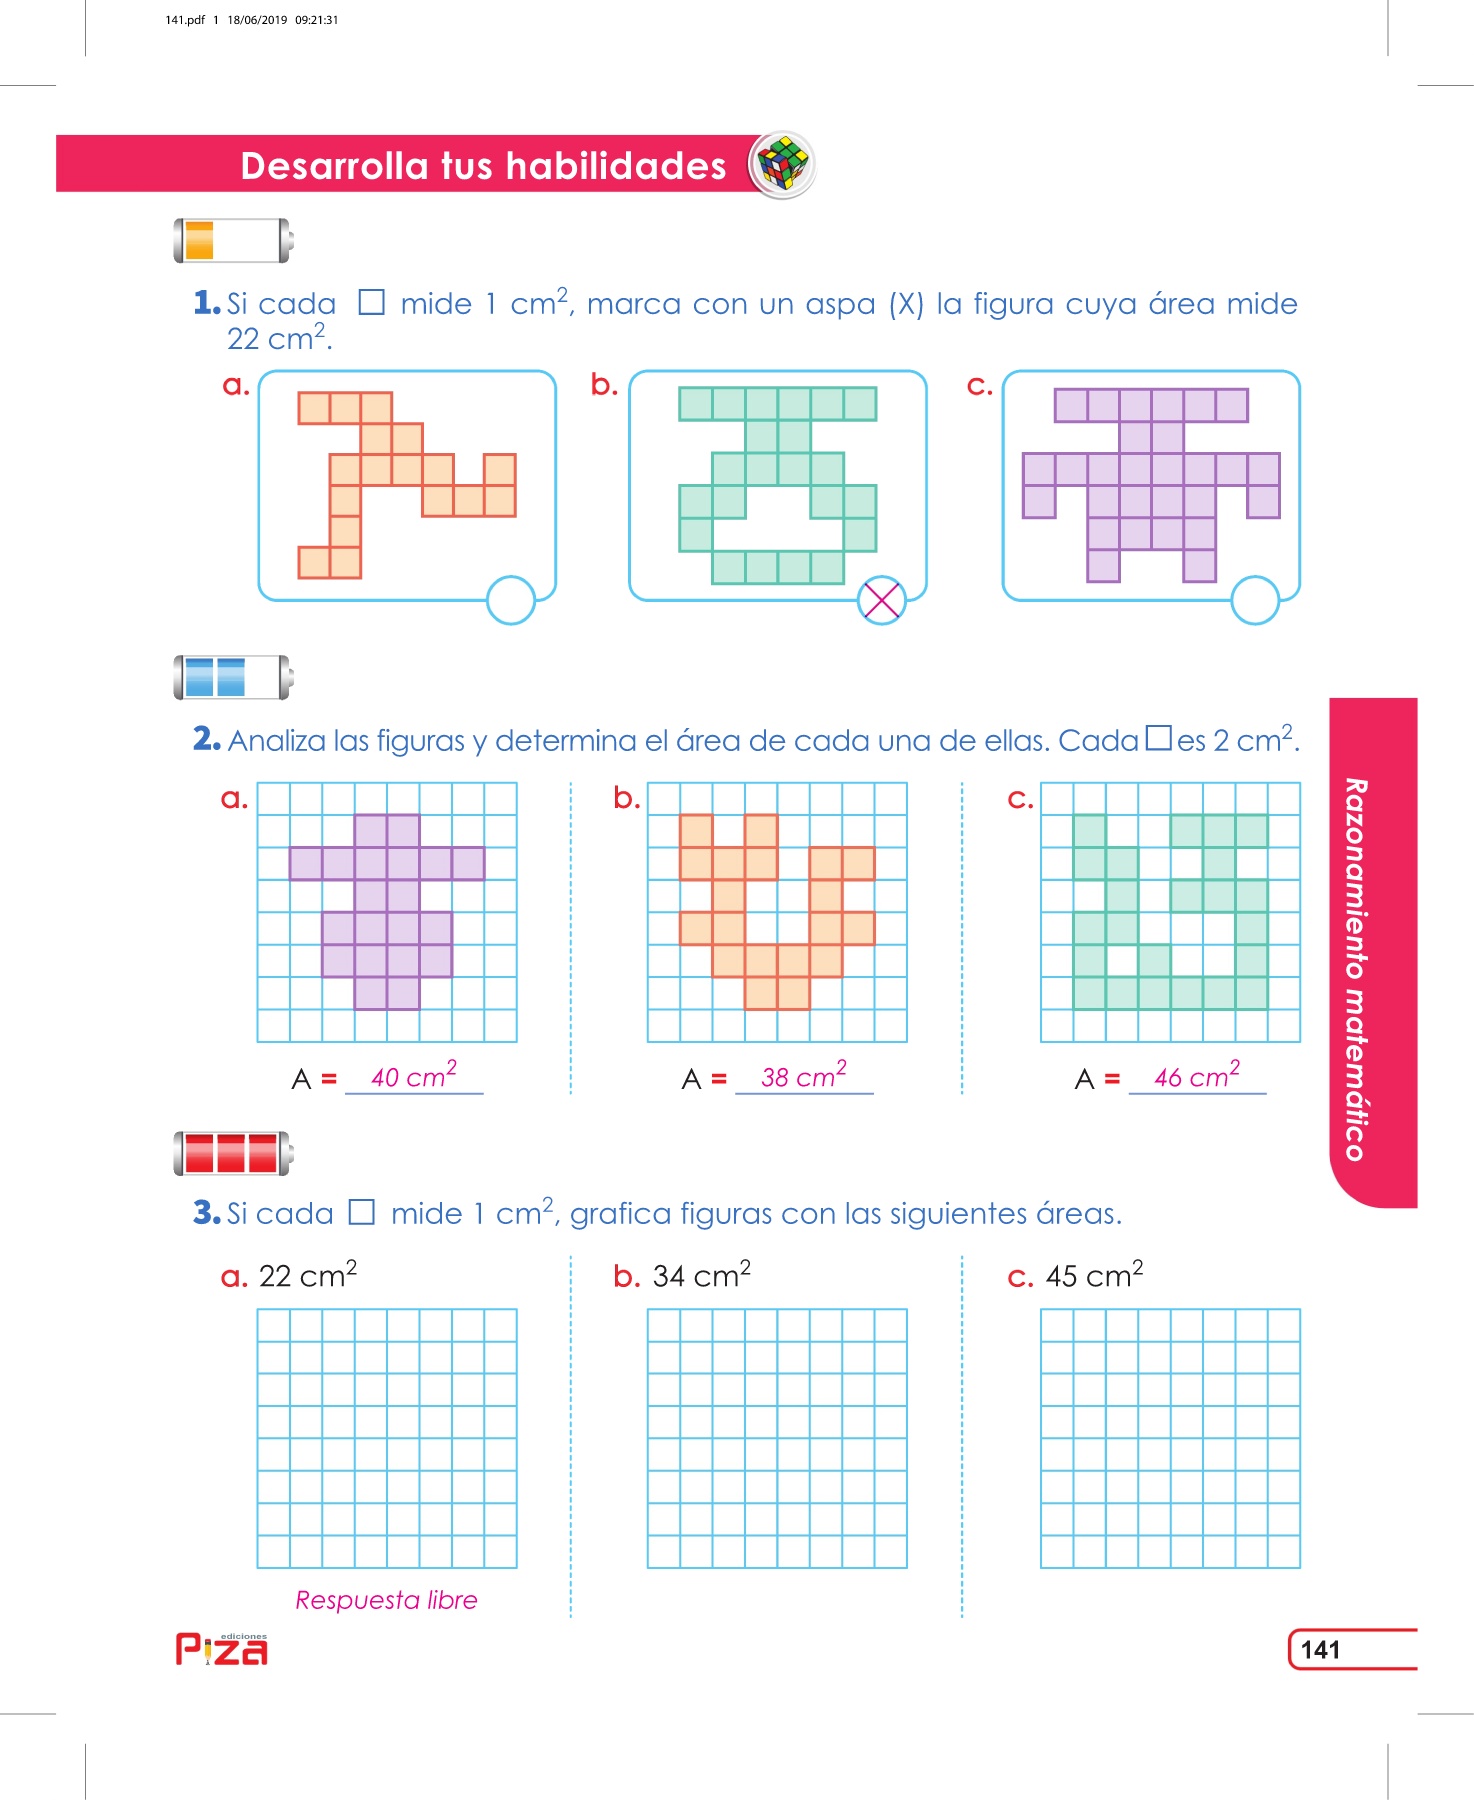 141.pdf 1 18/06/2019 09:21:31
Desarrolla tus habilidades
1. Si cada □ mide 1 cm², marca con un aspa (X) la figura cuya área mide
22 cm².
a. b. c.
2. Analiza las figuras y determina el área de cada una de ellas. Cada □ es 2 cm².
a. b. c.
A = 40 cm² A = 38 cm² A = 46 cm²
3. Si cada □ mide 1 cm², grafica figuras con las siguientes áreas.
a. 22 cm² b. 34 cm² c. 45 cm²
Respuesta libre
Razonamiento matemático
ediciones
Piza
141